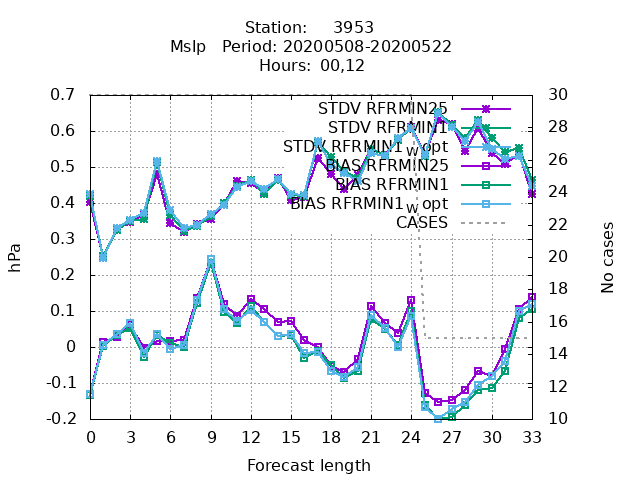 Station: 3953
Mslp Period: 20200508-20200522
Hours: 00,12
0.7 30
STDV RFRMIN25
0.6 STDV RFRMIN1 28
STDV RFRMIN1_w_opt
0.5 BIAS RFRMIN25 26
BIAS RFRMIN1 24
0.4 BIAS RFRMIN1_w_opt
CASES 22
0.3 20
0.2 18
0.1 16
0 14
-0.1 12
-0.2 10
hPa
No cases
0 3 6 9 12 15 18 21 24 27 30 33
Forecast length